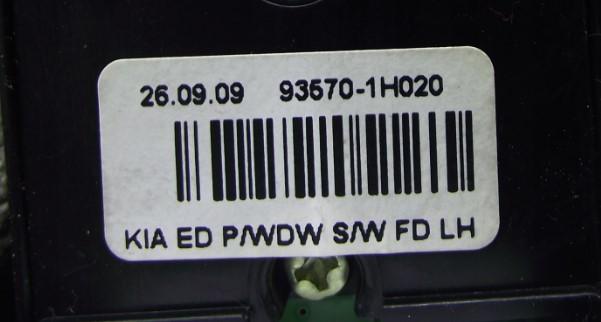 26.09.09 93570-1H020
KIA ED P/WDW S/W FD LH